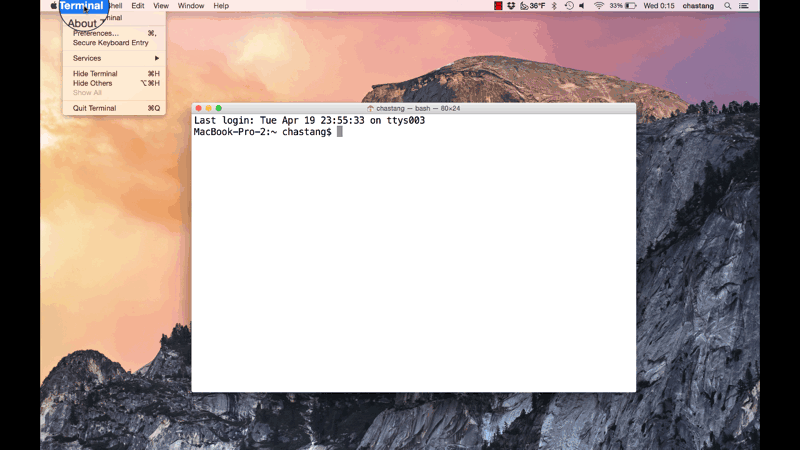 Terminal Shell Edit View Window Help 36°F 33% Wed 0:15 chastang
About Terminal
Preferences... ⌘,
Secure Keyboard Entry
Services ▶
Hide Terminal ⌘H
Hide Others ⌥⌘H
Show All
Quit Terminal ⌘Q
chastang — bash — 80×24
Last login: Tue Apr 19 23:55:33 on ttys003
MacBook-Pro-2:~ chastang$